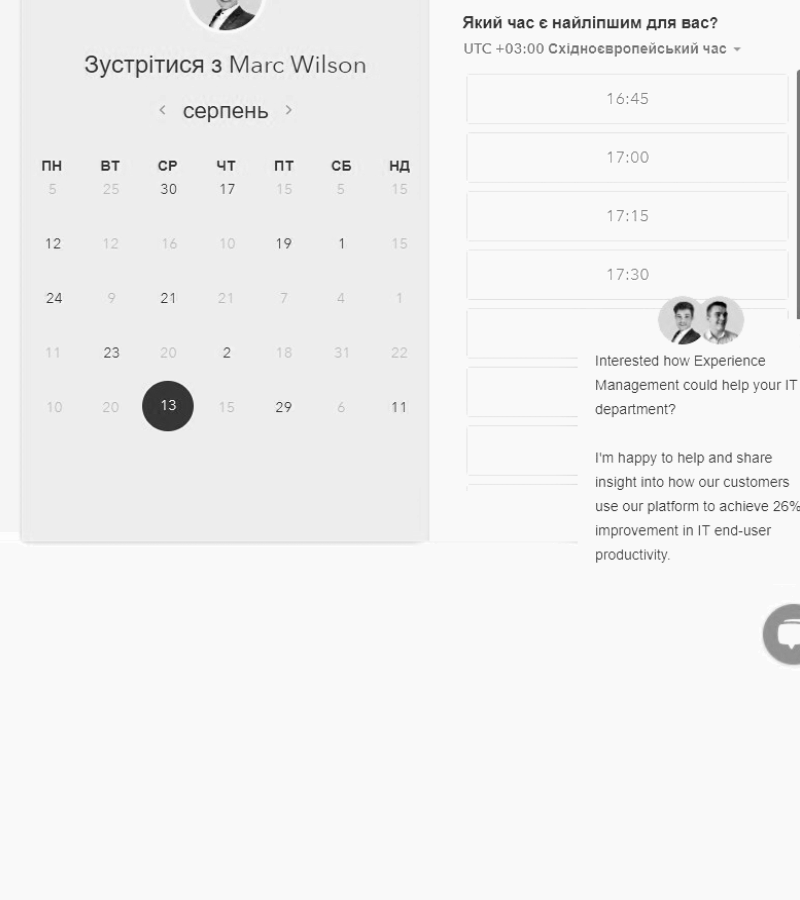 Зустрітися з Marc Wilson
серпень
ПН ВТ СР ЧТ ПТ СБ НД
5 25 30 17 15 5 15
12 12 16 10 19 1 15
24 9 21 21 7 4 1
11 23 20 2 18 31 22
10 20 13 15 29 6 11
Який час є найліпшим для вас?
UTC +03:00 Східноєвропейський час
16:45
17:00
17:15
17:30
Interested how Experience
Management could help your IT
department?
I'm happy to help and share
insight into how our customers
use our platform to achieve 26%
improvement in IT end-user
productivity.